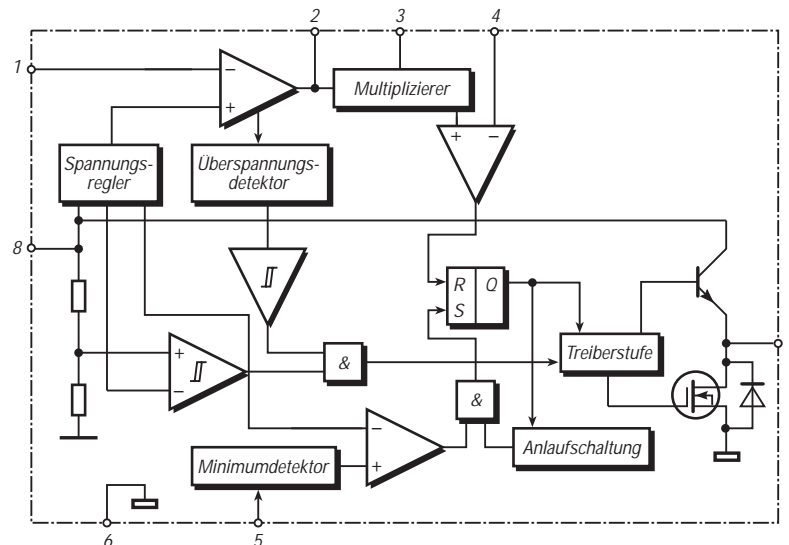 2
3
4
1
−
+
Multiplizierer
+ −
Spannungs-
regler
Überspannungs-
detektor
8
R Q
S
+
−
&
Treiberstufe
&
−
+
Minimumdetektor
Anlaufschaltung
6
5